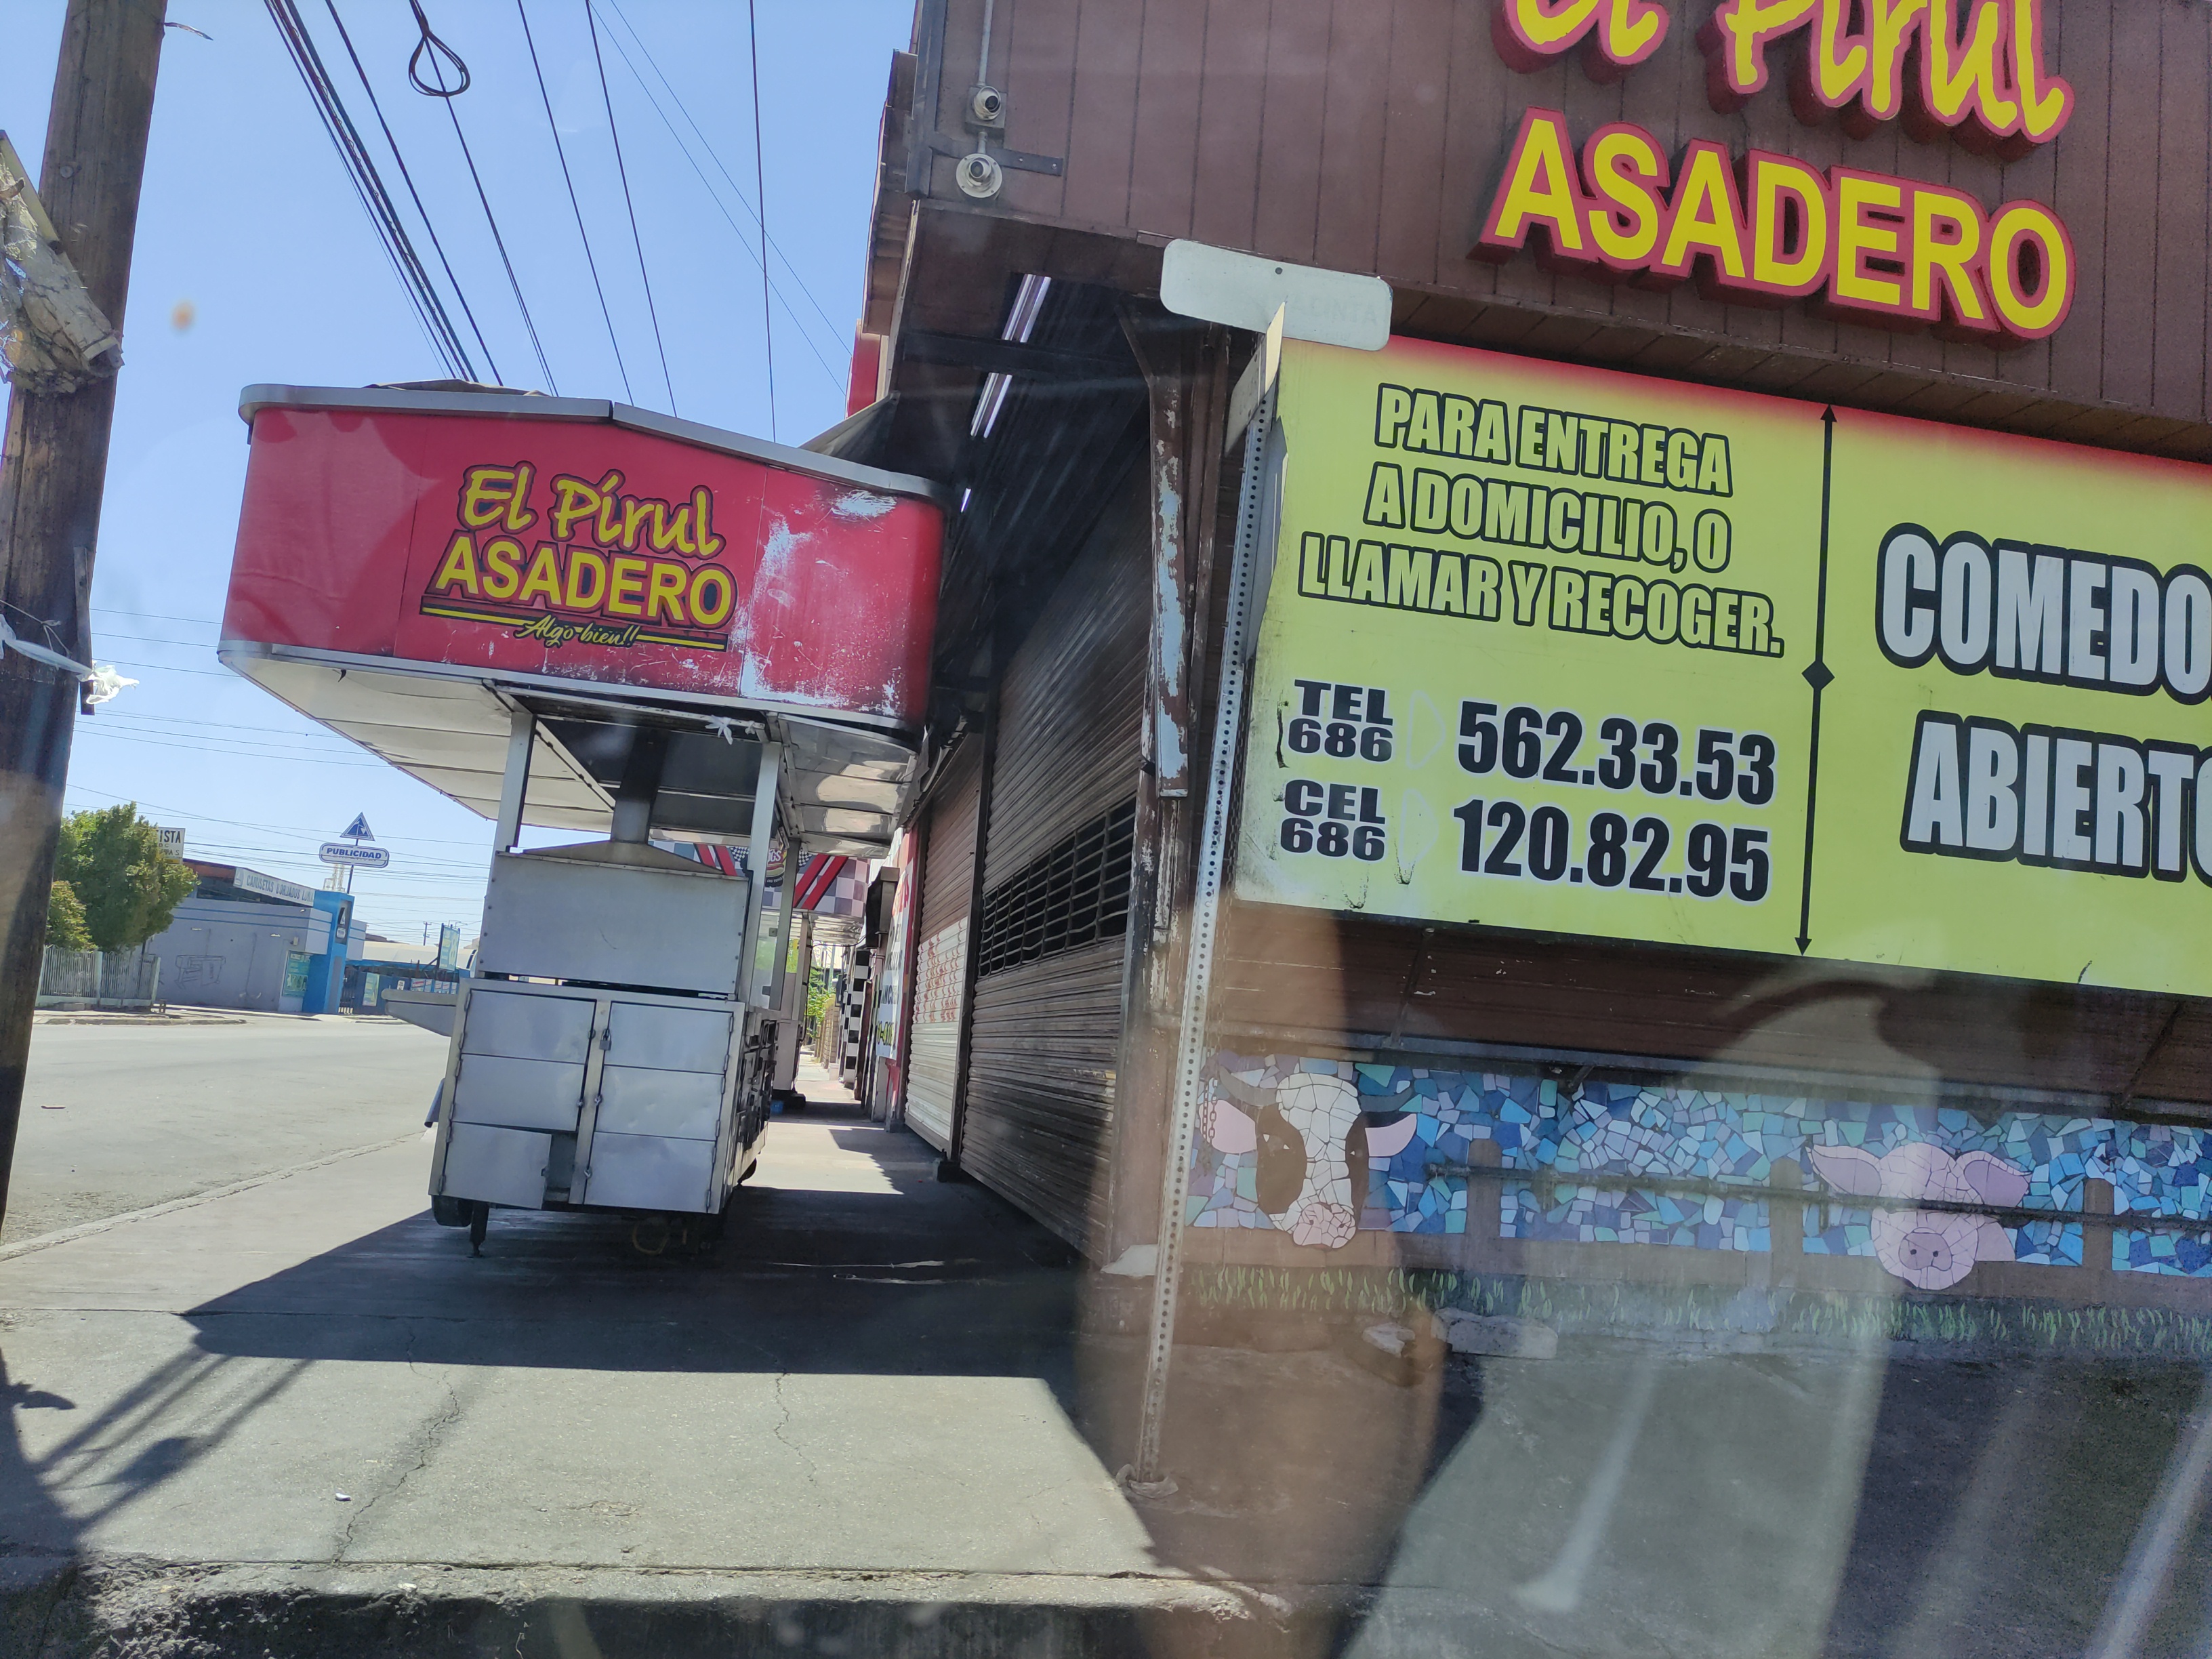 El Pirul
ASADERO
El Pirul
ASADERO
Algo bien!!
PARA ENTREGA
A DOMICILIO, O
LLAMAR Y RECOGER.
TEL
686 562.33.53
CEL
686 120.82.95
COMEDO
ABIERTO
PUBLICIDAD
ISTA